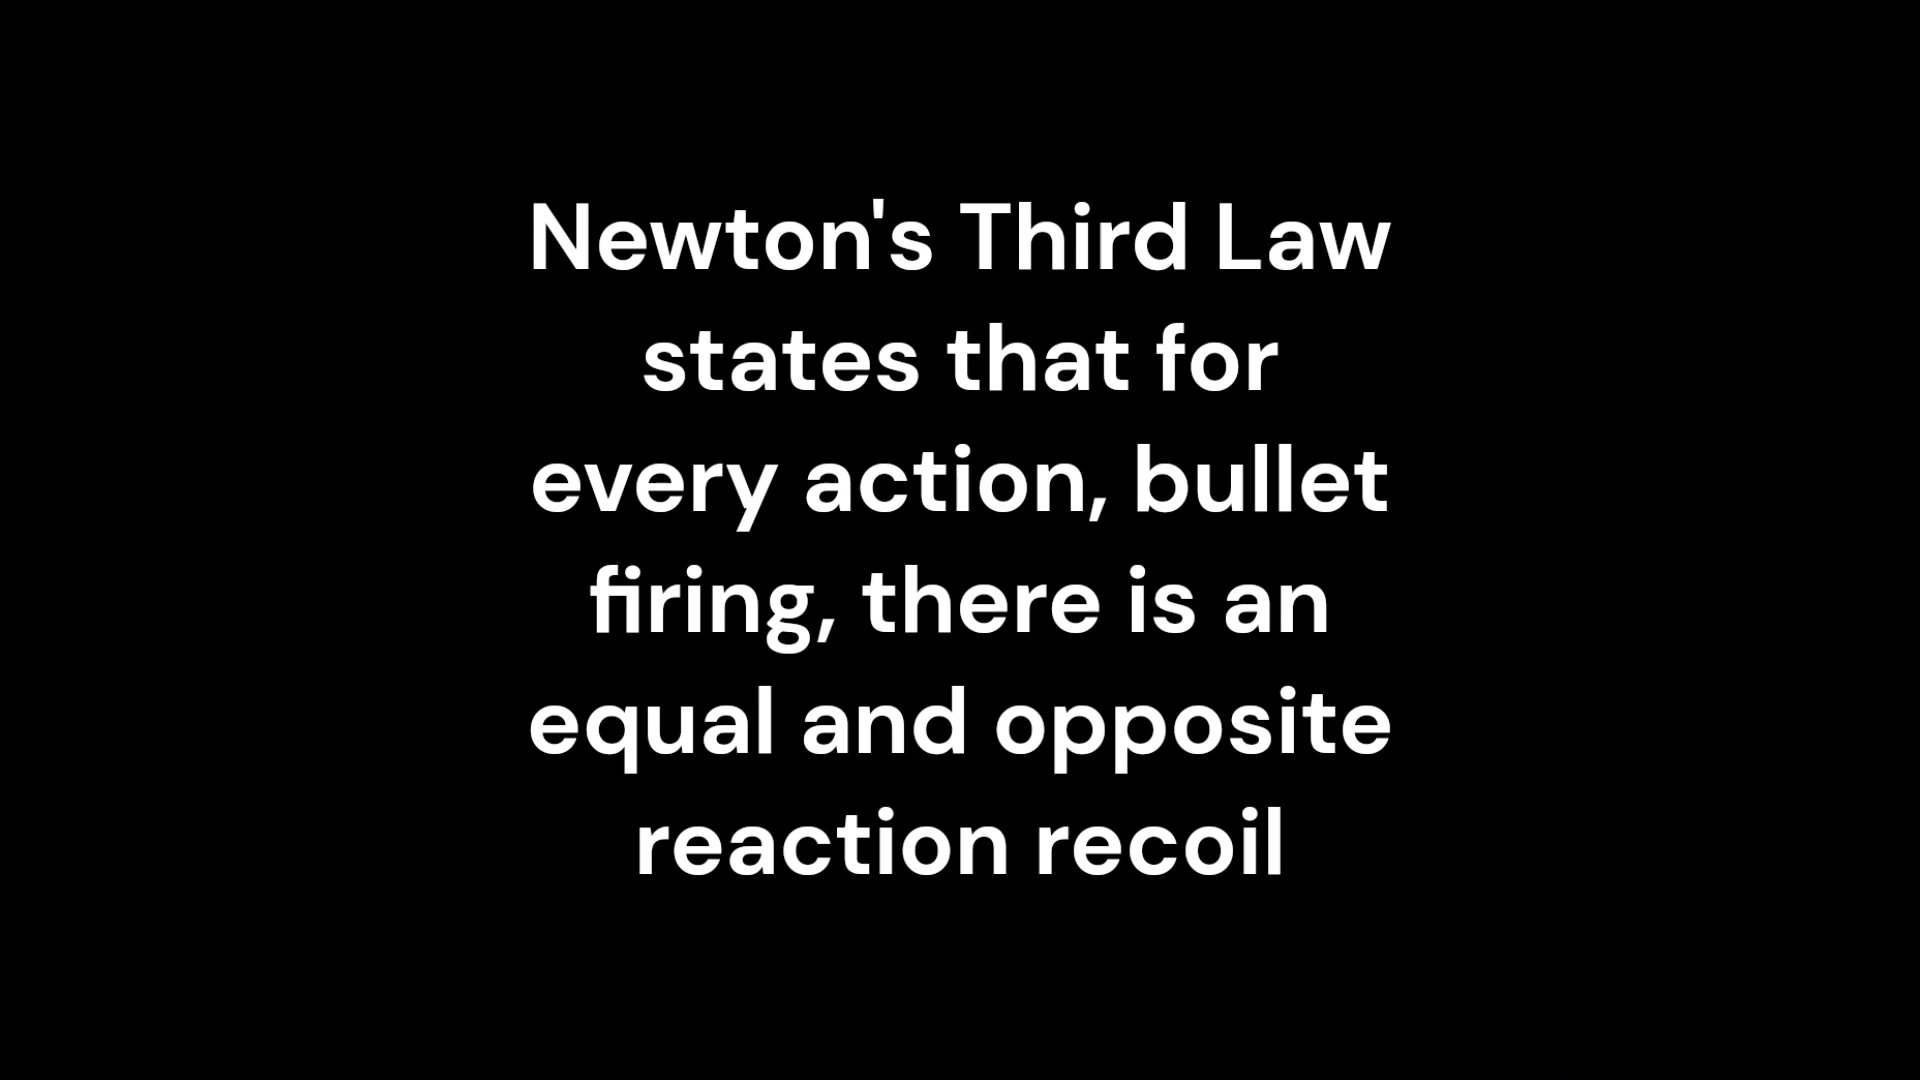 Newton's Third Law
states that for
every action, bullet
firing, there is an
equal and opposite
reaction recoil